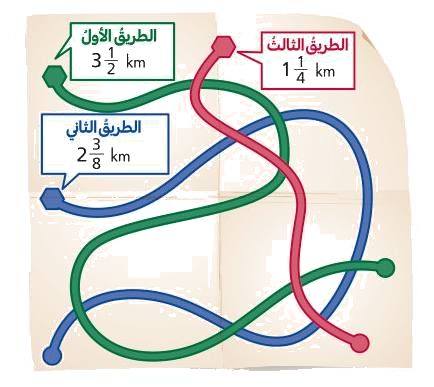 الطريقُ الأولُ
3 1/2 km
الطريقُ الثالثُ
1 1/4 km
الطريقُ الثاني
2 3/8 km